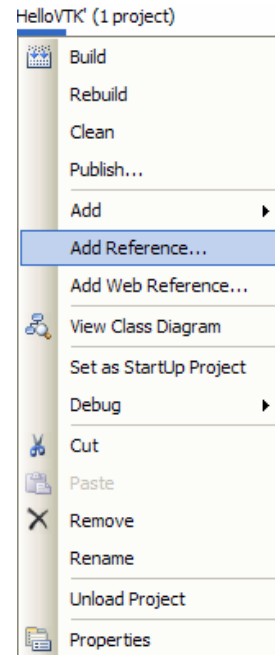 HelloVTK' (1 project)
Build
Rebuild
Clean
Publish...
Add
Add Reference...
Add Web Reference...
View Class Diagram
Set as StartUp Project
Debug
Cut
Paste
Remove
Rename
Unload Project
Properties